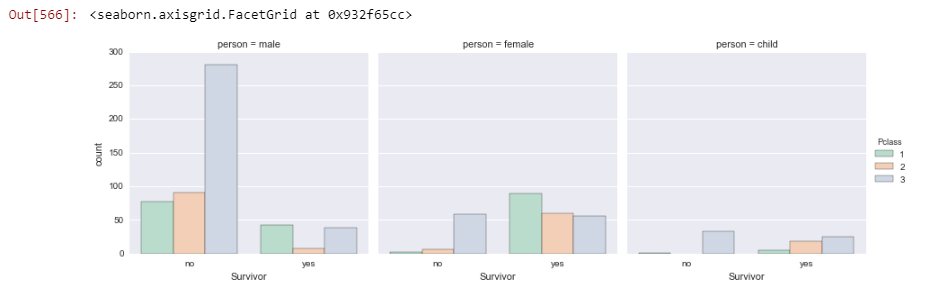 Out[566]: <seaborn.axisgrid.FacetGrid at 0x932f65cc>
person = male
person = female
person = child
300
250
200
150
100
50
0
count
no
yes
no
yes
no
yes
Survivor
Survivor
Survivor
Pclass
1
2
3